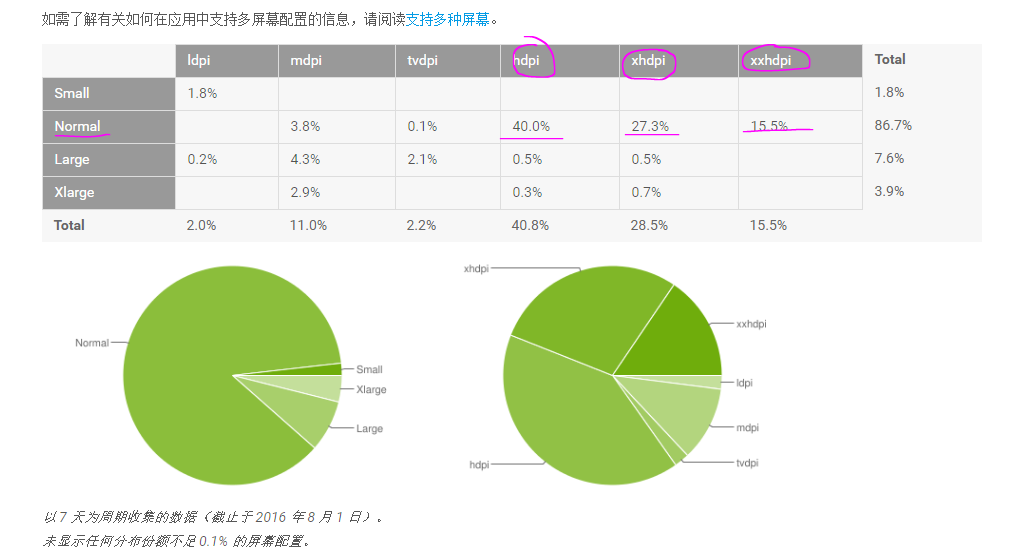 如需了解有关如何在应用中支持多屏幕配置的信息，请阅读支持多种屏幕。
ldpi mdpi tvdpi hdpi xhdpi xxhdpi Total
Small 1.8% 1.8%
Normal 3.8% 0.1% 40.0% 27.3% 15.5% 86.7%
Large 0.2% 4.3% 2.1% 0.5% 0.5% 7.6%
Xlarge 2.9% 0.3% 0.7% 3.9%
Total 2.0% 11.0% 2.2% 40.8% 28.5% 15.5%
Normal
Small
Xlarge
Large
xhdpi
xxhdpi
ldpi
mdpi
tvdpi
hdpi
以 7 天为周期收集的数据（截止于 2016 年 8 月 1 日）。
未显示任何分布份额不足 0.1% 的屏幕配置。